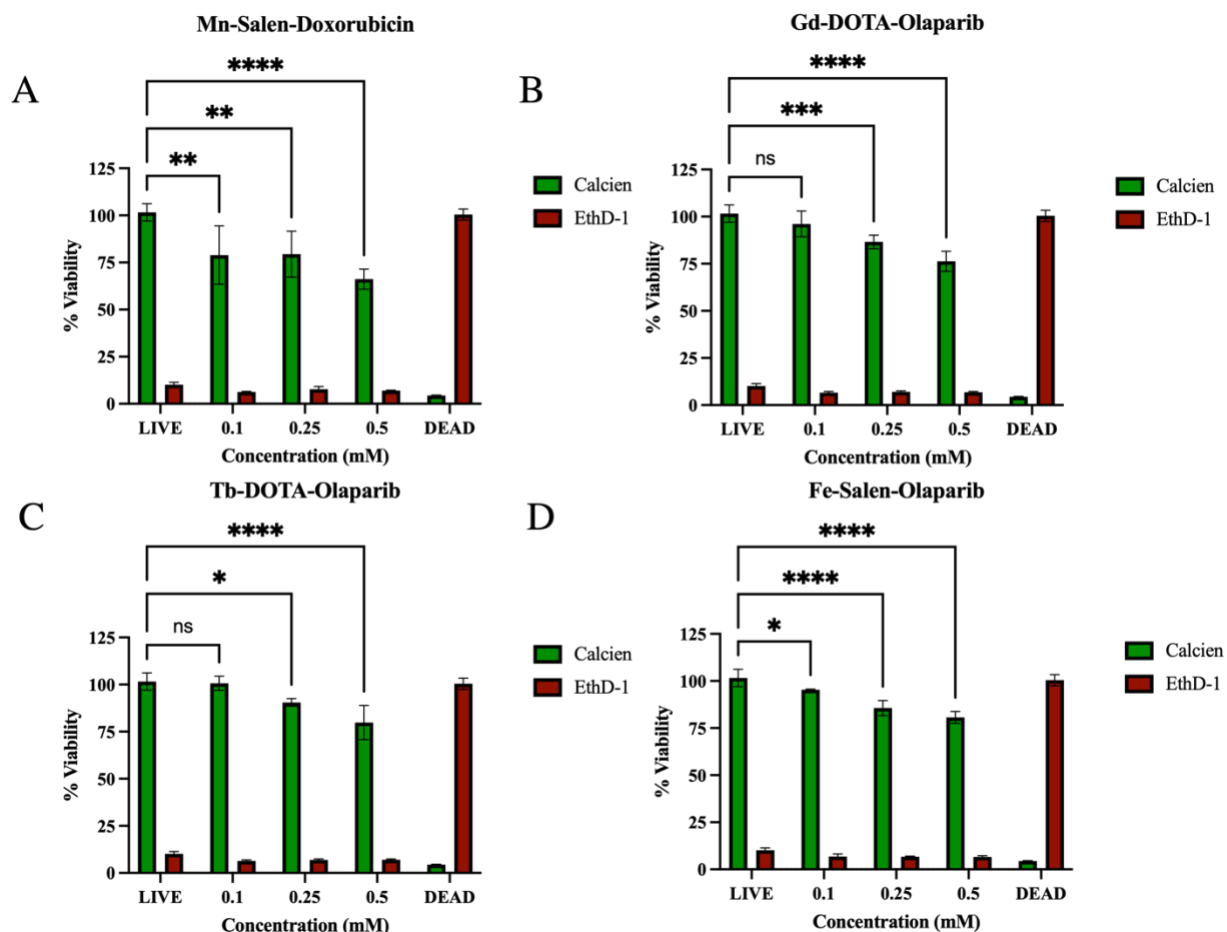 Mn-Salen-Doxorubicin
A
****
**
**
125
100
75
50
25
0
% Viability
LIVE 0.1 0.25 0.5 DEAD
Concentration (mM)
Calcien
EthD-1
Gd-DOTA-Olaparib
B
****
***
ns
125
100
75
50
25
0
% Viability
LIVE 0.1 0.25 0.5 DEAD
Concentration (mM)
Calcien
EthD-1
Tb-DOTA-Olaparib
C
****
*
ns
125
100
75
50
25
0
% Viability
LIVE 0.1 0.25 0.5 DEAD
Concentration (mM)
Calcien
EthD-1
Fe-Salen-Olaparib
D
****
****
*
125
100
75
50
25
0
% Viability
LIVE 0.1 0.25 0.5 DEAD
Concentration (mM)
Calcien
EthD-1